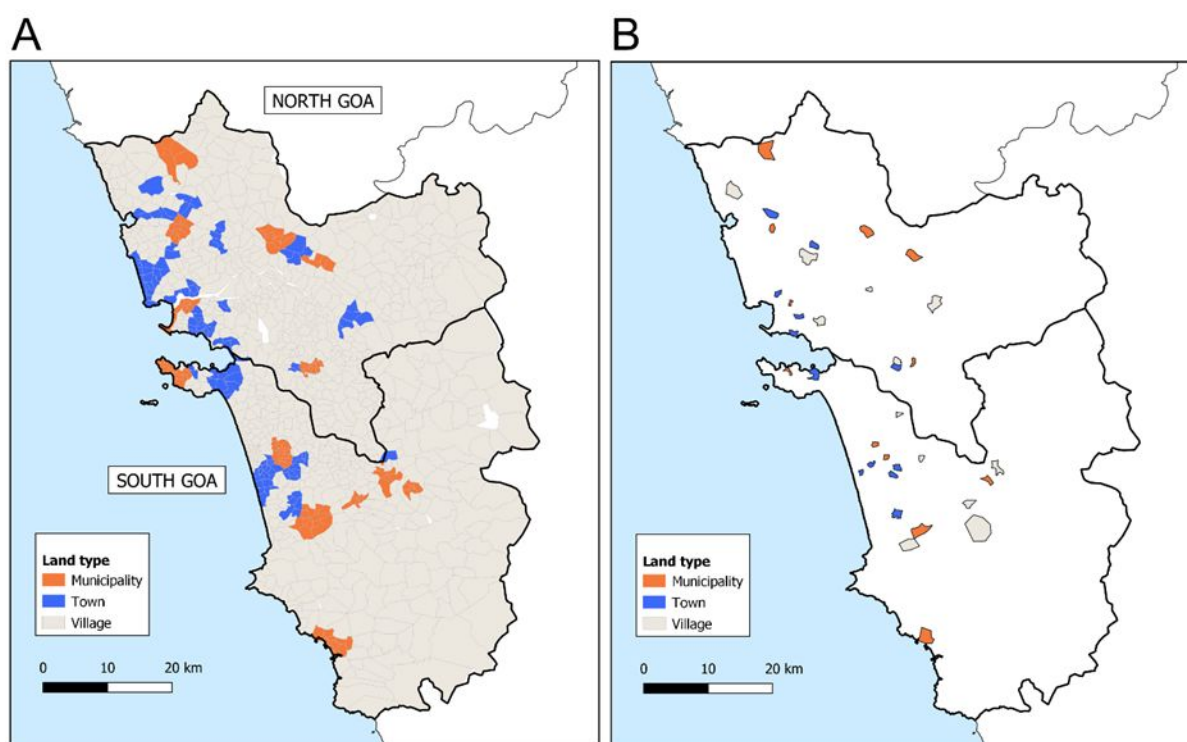 A
NORTH GOA
SOUTH GOA
Land type
Municipality
Town
Village
0 10 20 km
B
Land type
Municipality
Town
Village
0 10 20 km